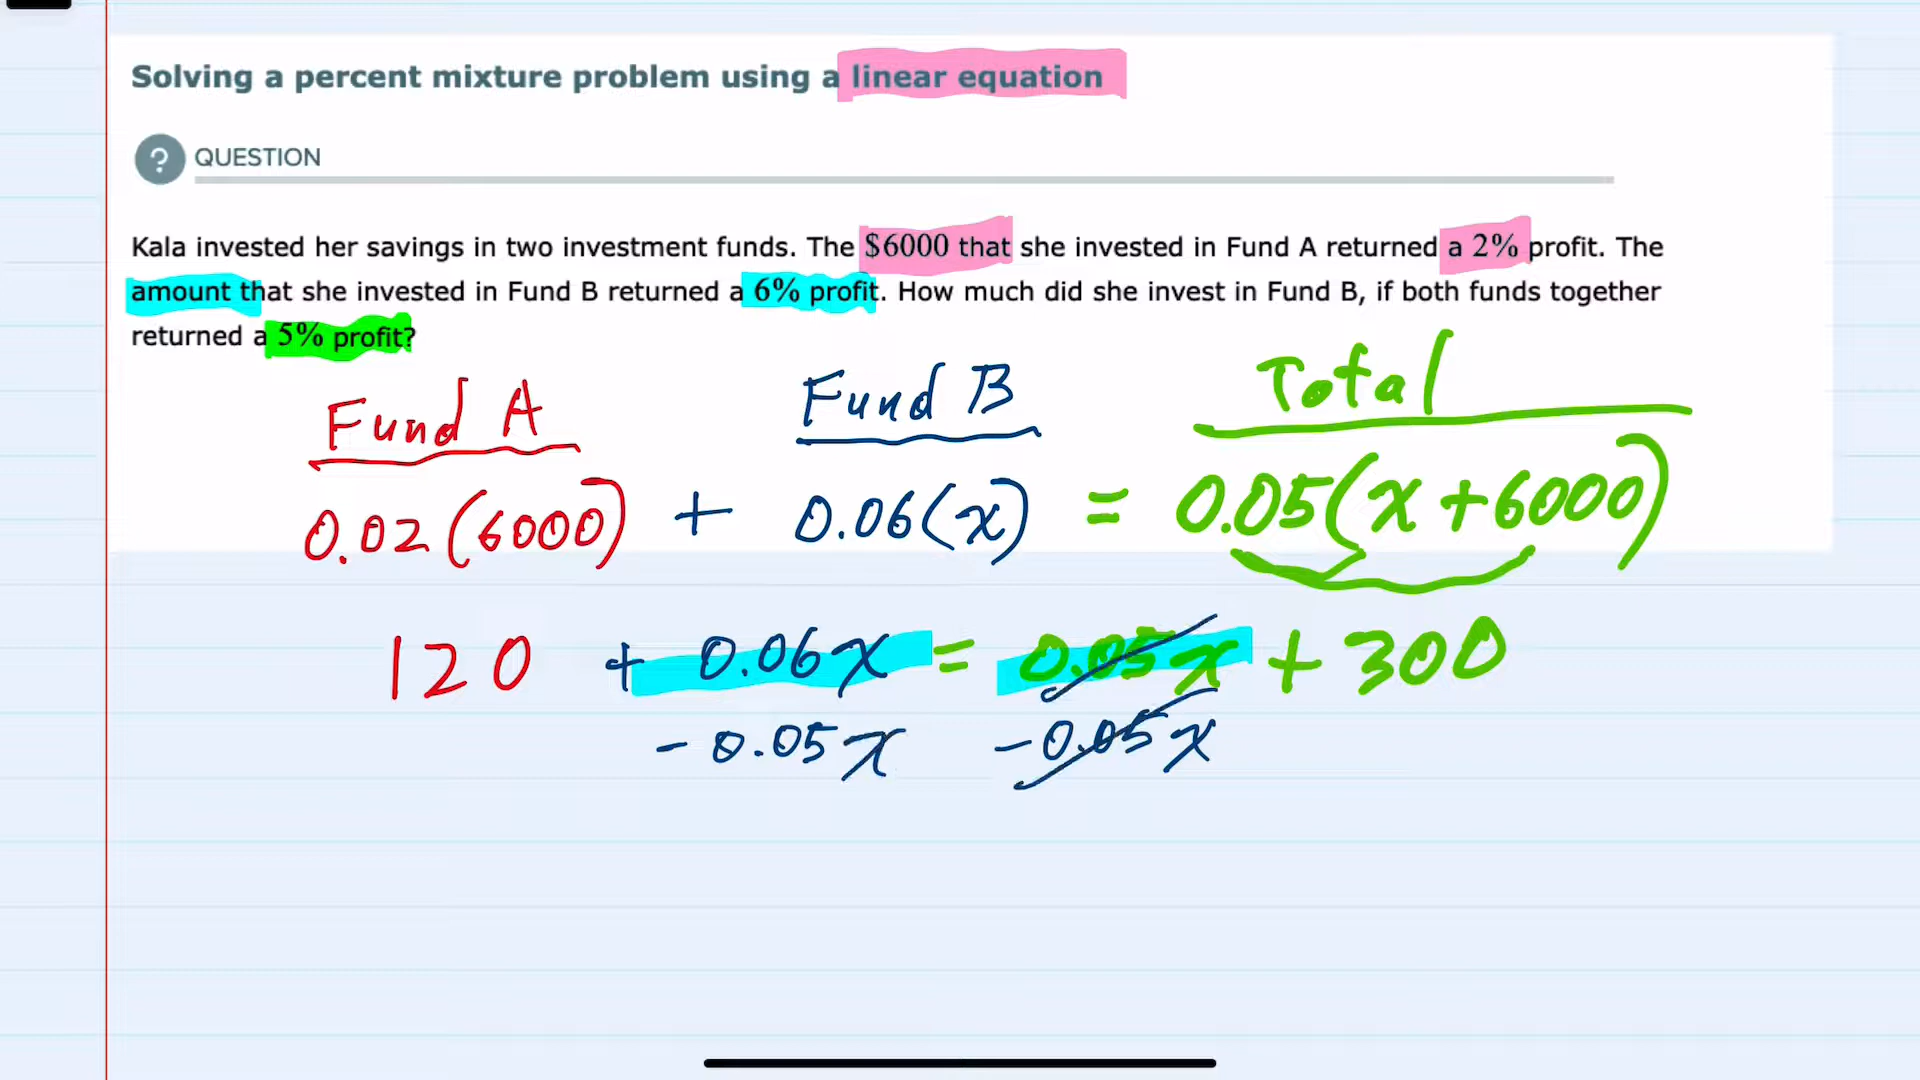 Solving a percent mixture problem using a linear equation
? QUESTION
Kala invested her savings in two investment funds. The $6000 that she invested in Fund A returned a 2% profit. The
amount that she invested in Fund B returned a 6% profit. How much did she invest in Fund B, if both funds together
returned a 5% profit?
Fund A Fund B Total
0.02(6000) + 0.06(x) = 0.05(x+6000)
120 + 0.06x = 0.05x + 300
-0.05x -0.05x